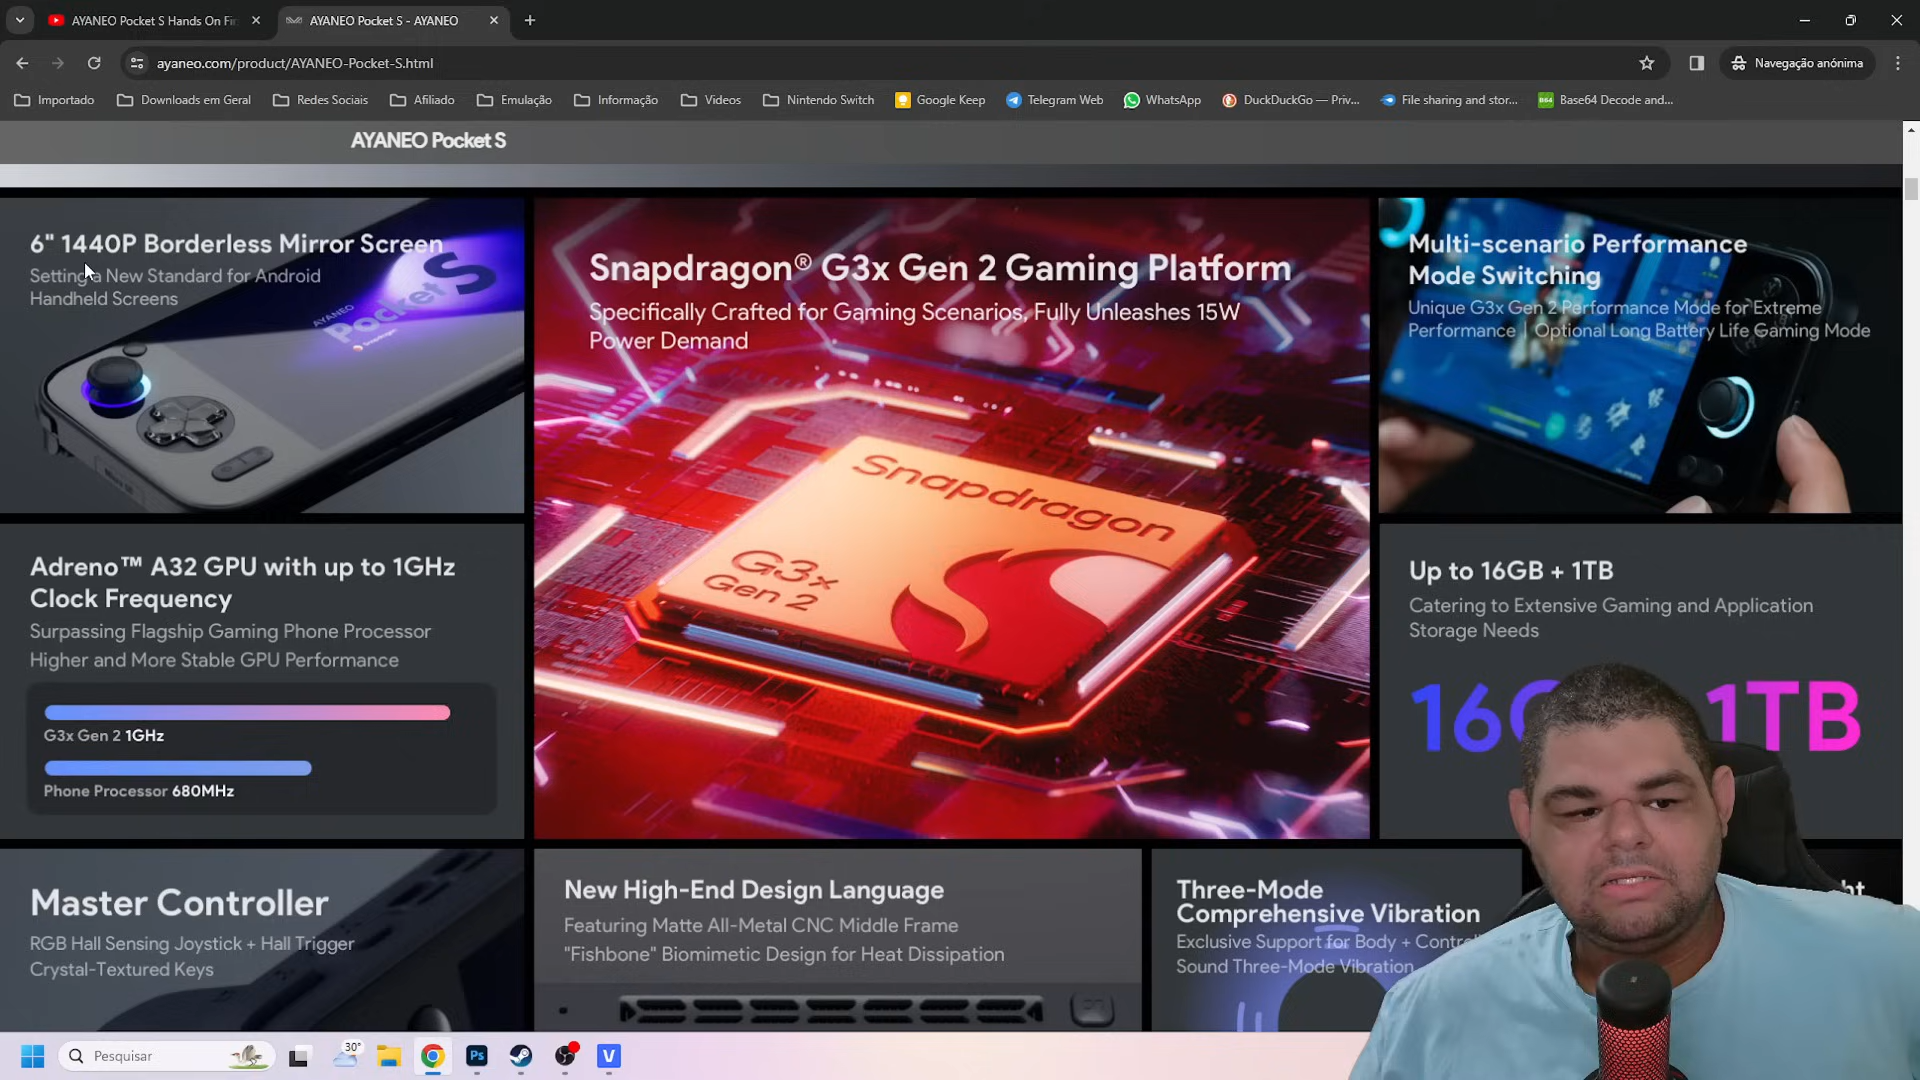 AYANEO Pocket S Hands On Fir
AYANEO Pocket S - AYANEO
ayaneo.com/product/AYANEO-Pocket-S.html
Navegação anónima
Importado
Downloads em Geral
Redes Sociais
Afiliado
Emulação
Informação
Videos
Nintendo Switch
Google Keep
Telegram Web
WhatsApp
DuckDuckGo — Priv...
File sharing and stor...
B64
Base64 Decode and...
AYANEO Pocket S
6" 1440P Borderless Mirror Screen
Setting a New Standard for Android
Handheld Screens
AYANEO
Pocket S
Snapdragon® G3x Gen 2 Gaming Platform
Specifically Crafted for Gaming Scenarios, Fully Unleashes 15W
Power Demand
Snapdragon
G3x
Gen 2
Multi-scenario Performance
Mode Switching
Unique G3x Gen 2 Performance Mode for Extreme
Performance | Optional Long Battery Life Gaming Mode
Adreno™ A32 GPU with up to 1GHz
Clock Frequency
Surpassing Flagship Gaming Phone Processor
Higher and More Stable GPU Performance
G3x Gen 2 1GHz
Phone Processor 680MHz
Up to 16GB + 1TB
Catering to Extensive Gaming and Application
Storage Needs
16G 1TB
Master Controller
RGB Hall Sensing Joystick + Hall Trigger
Crystal-Textured Keys
New High-End Design Language
Featuring Matte All-Metal CNC Middle Frame
"Fishbone" Biomimetic Design for Heat Dissipation
Three-Mode
Comprehensive Vibration
Exclusive Support for Body + Contro
Sound Three-Mode Vibration
ht
Pesquisar
30°
Ps
V